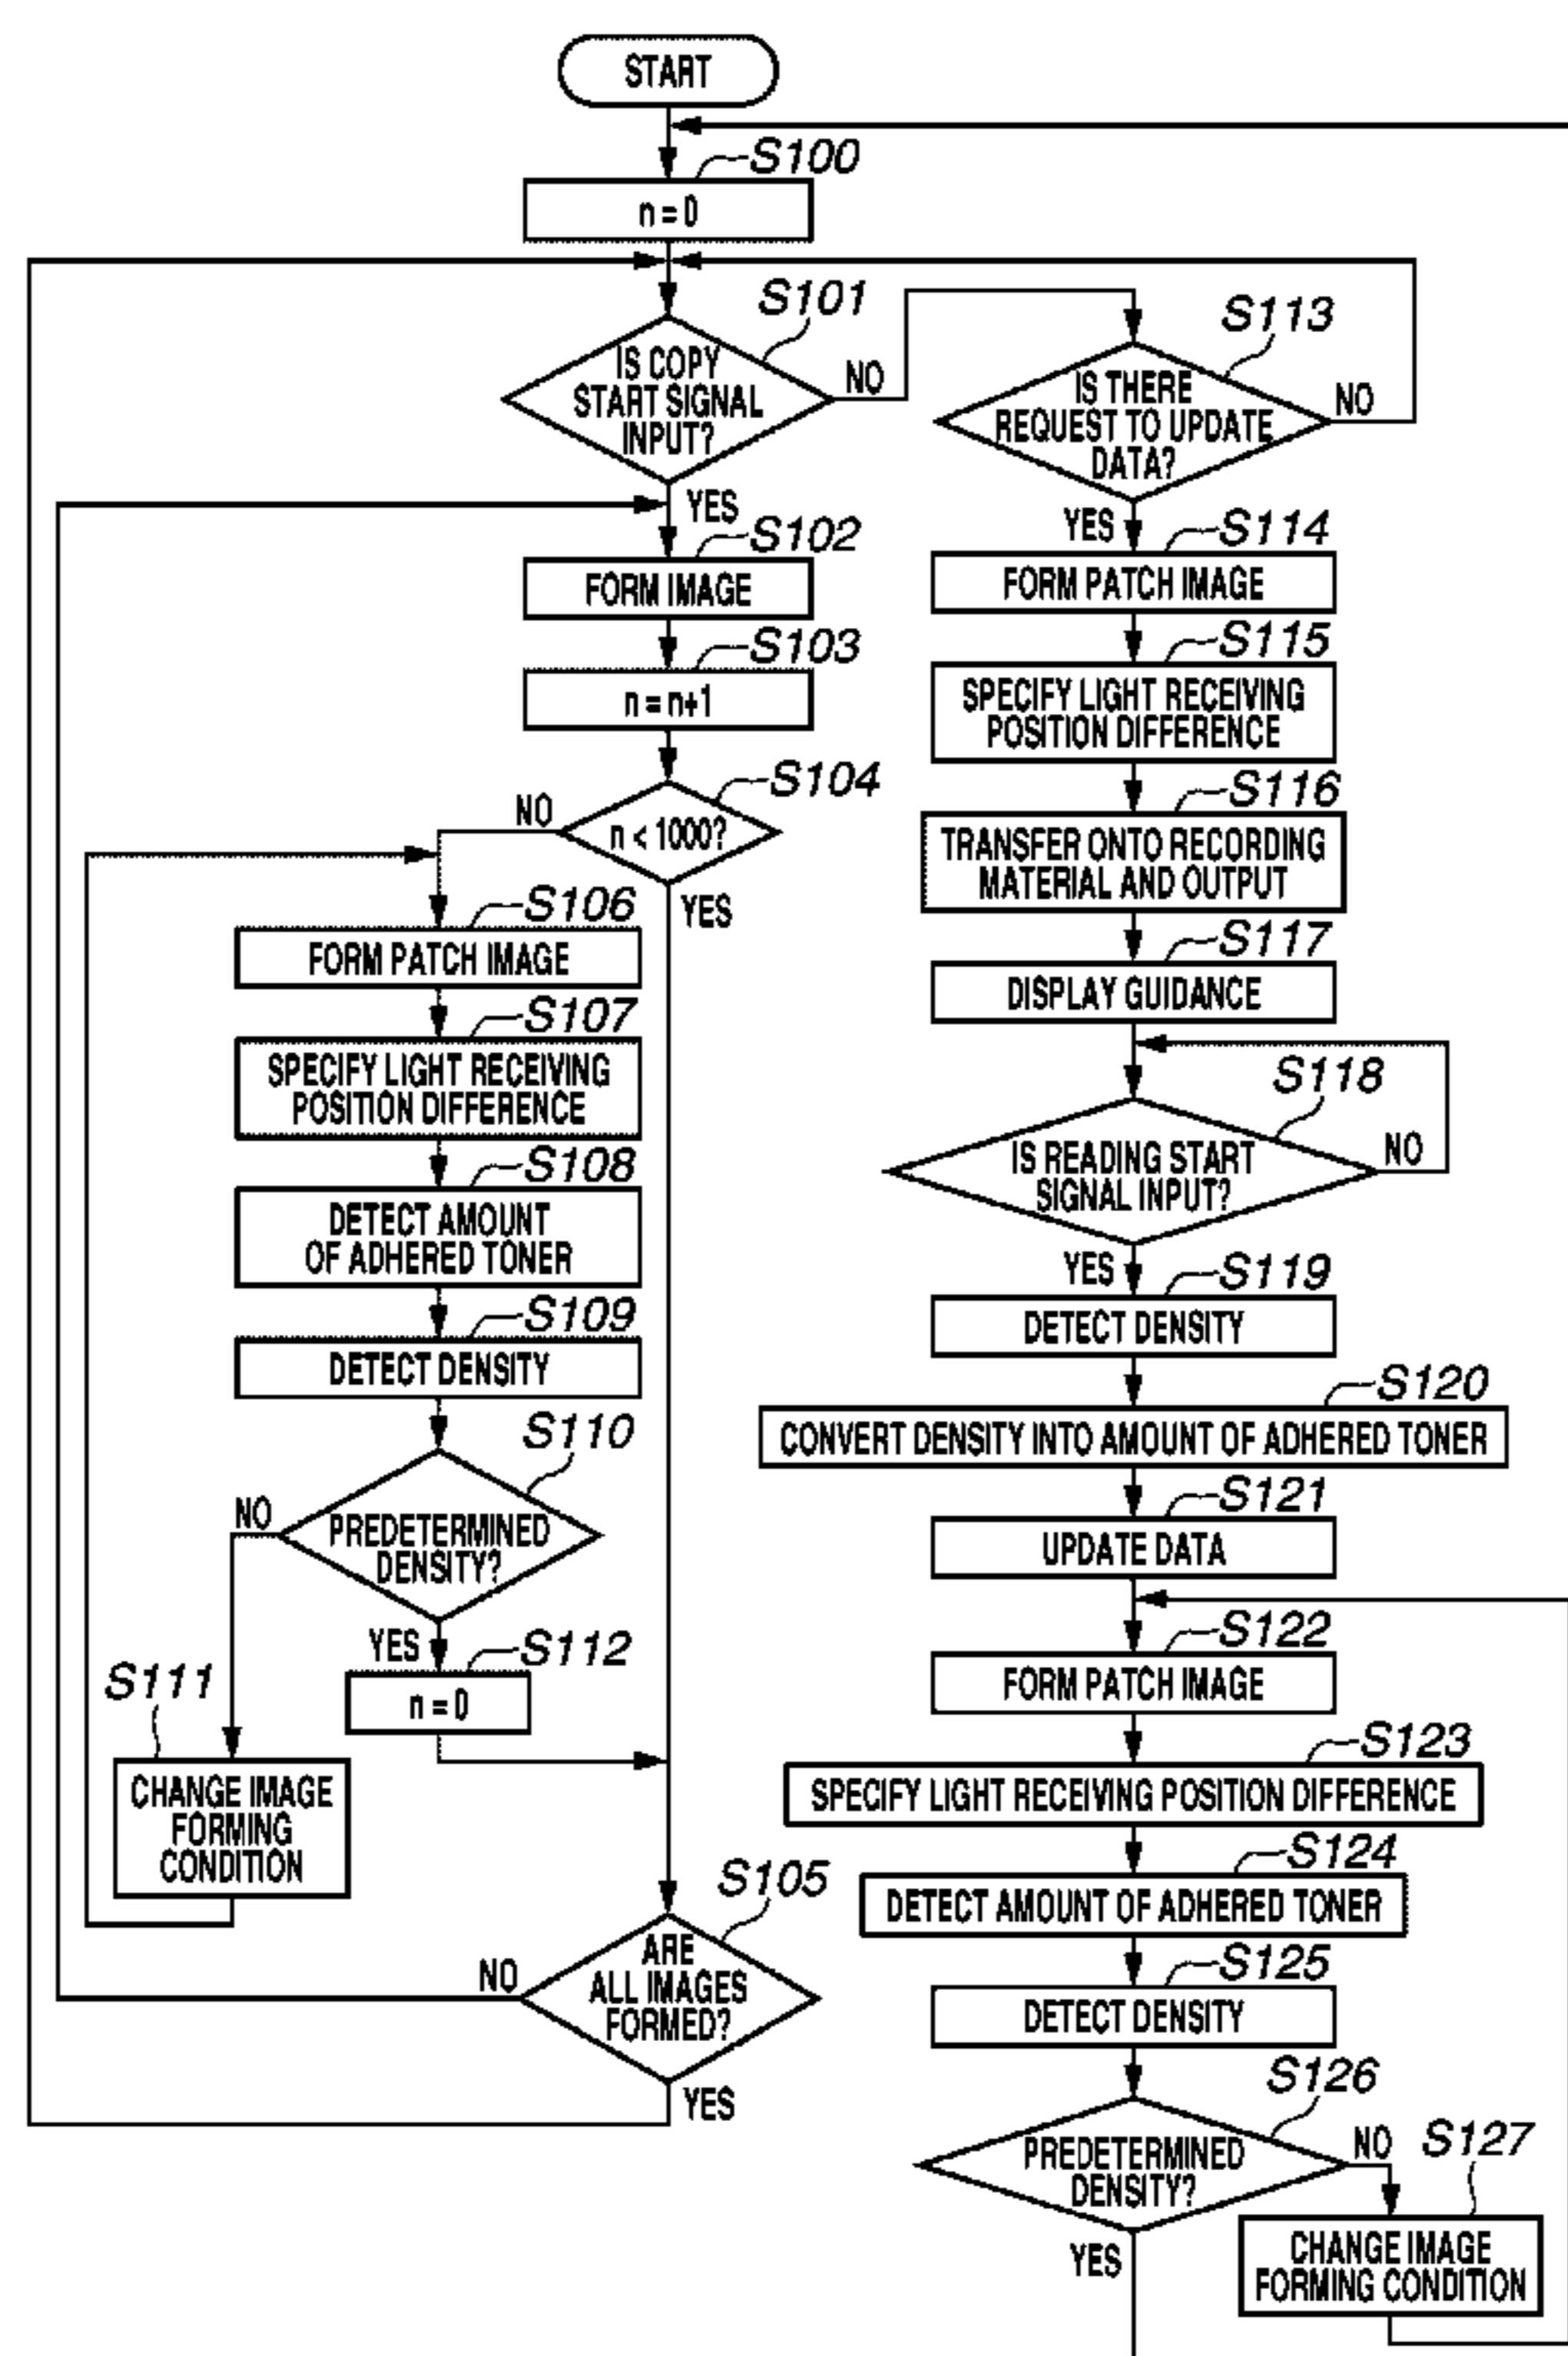 START
S100
n = 0
S101
IS COPY
START SIGNAL
INPUT?
NO
YES
S102
FORM IMAGE
S103
n = n+1
S104
n < 1000?
NO
YES
S106
FORM PATCH IMAGE
S107
SPECIFY LIGHT RECEIVING
POSITION DIFFERENCE
S108
DETECT AMOUNT
OF ADHERED TONER
S109
DETECT DENSITY
S110
PREDETERMINED
DENSITY?
NO
YES
S111
CHANGE IMAGE
FORMING
CONDITION
S112
n = 0
S105
ARE
ALL IMAGES
FORMED?
NO
YES
S113
IS THERE
REQUEST TO UPDATE
DATA?
NO
YES
S114
FORM PATCH IMAGE
S115
SPECIFY LIGHT RECEIVING
POSITION DIFFERENCE
S116
TRANSFER ONTO RECORDING
MATERIAL AND OUTPUT
S117
DISPLAY GUIDANCE
S118
IS READING START
SIGNAL INPUT?
NO
YES
S119
DETECT DENSITY
S120
CONVERT DENSITY INTO AMOUNT OF ADHERED TONER
S121
UPDATE DATA
S122
FORM PATCH IMAGE
S123
SPECIFY LIGHT RECEIVING POSITION DIFFERENCE
S124
DETECT AMOUNT OF ADHERED TONER
S125
DETECT DENSITY
S126
PREDETERMINED
DENSITY?
NO
YES
S127
CHANGE IMAGE
FORMING CONDITION